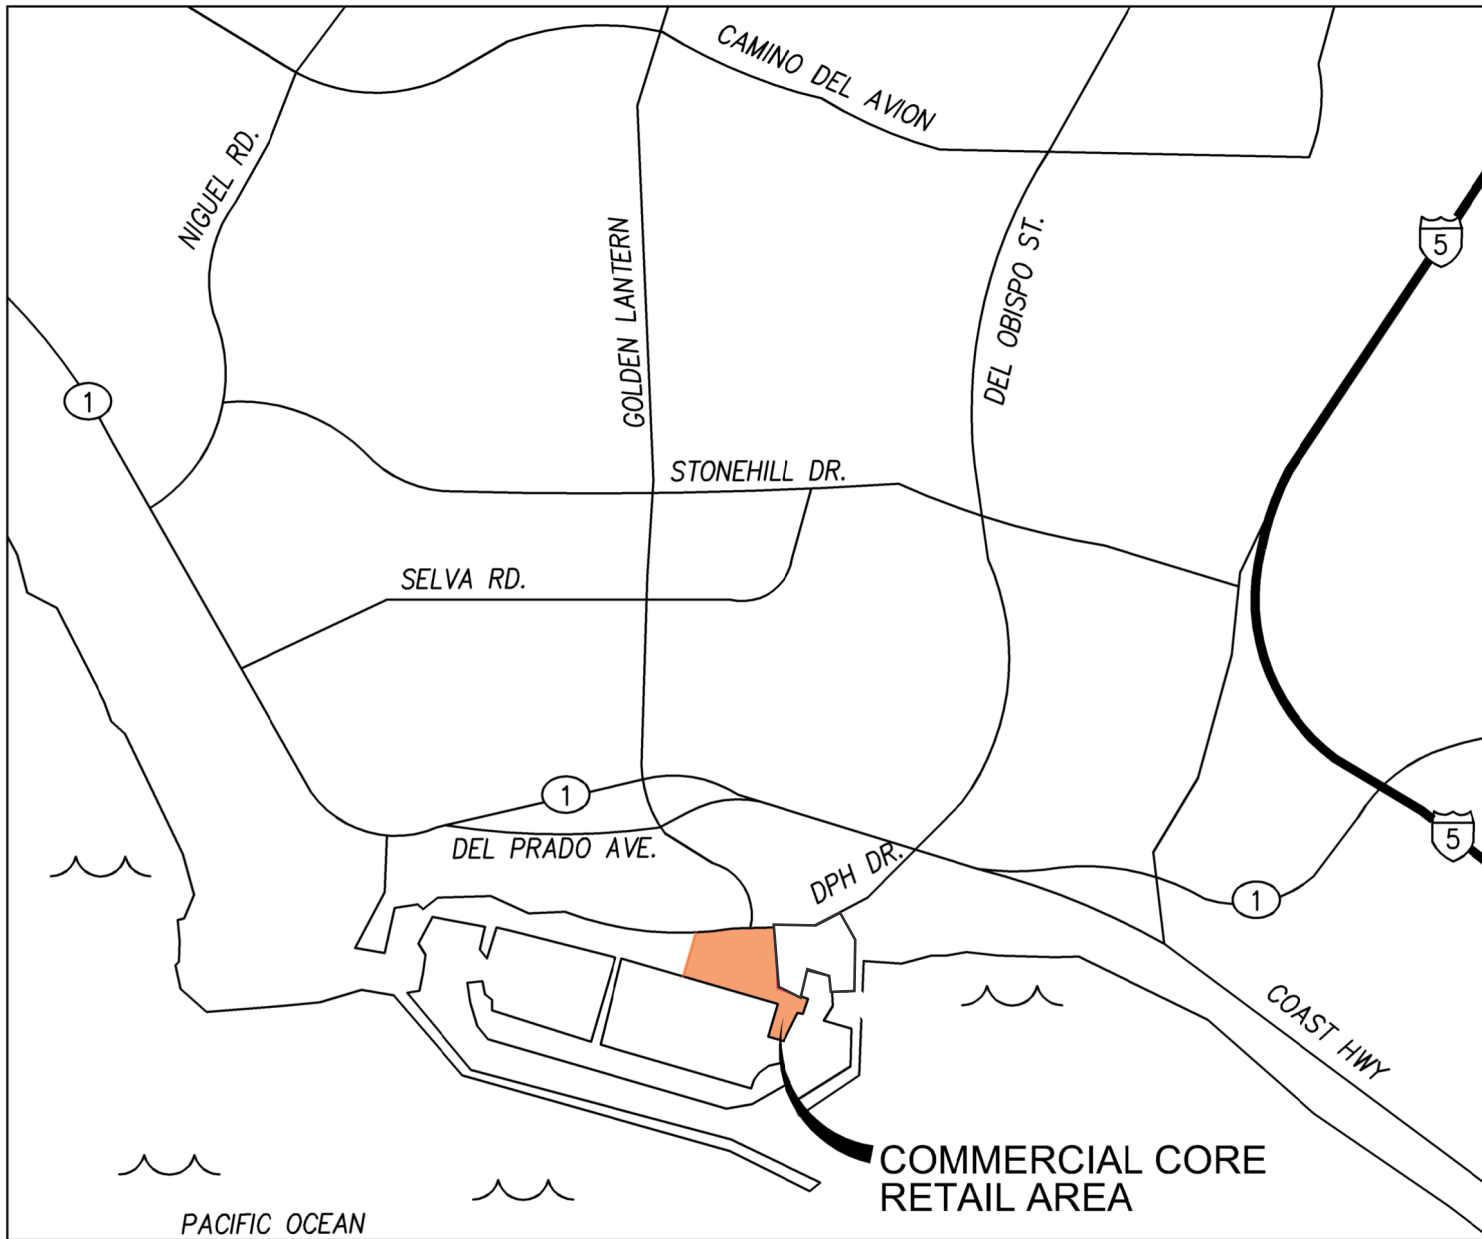 CAMINO DEL AVION
NIGUEL RD.
GOLDEN LANTERN
DEL OBISPO ST.
5
1
STONEHILL DR.
SELVA RD.
1
DEL PRADO AVE.
DPH DR.
5
1
COAST HWY
COMMERCIAL CORE
RETAIL AREA
PACIFIC OCEAN